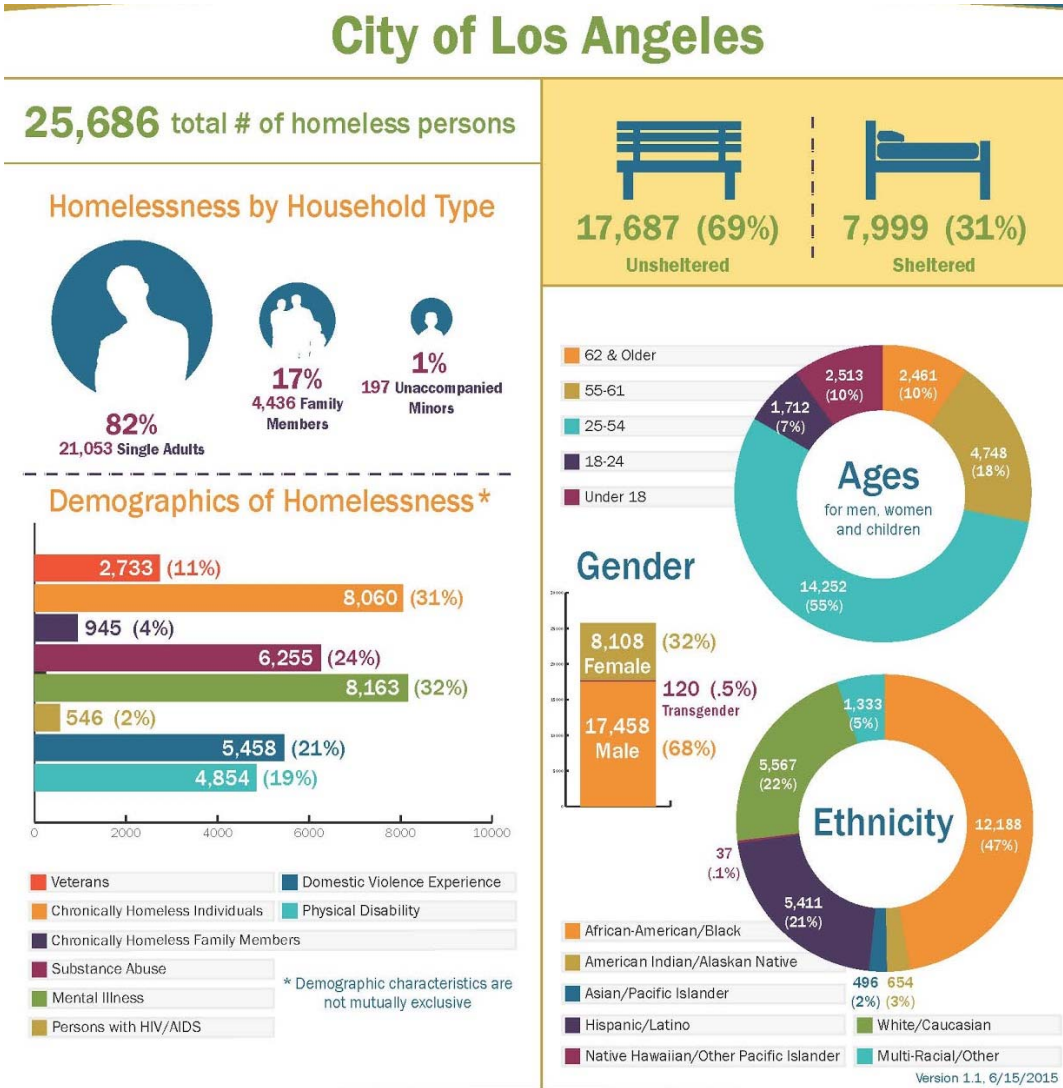 City of Los Angeles
25,686 total # of homeless persons
17,687 (69%)
Unsheltered
7,999 (31%)
Sheltered
Homelessness by Household Type
82%
21,053 Single Adults
17%
4,436 Family
Members
1%
197 Unaccompanied
Minors
Demographics of Homelessness*
2,733 (11%)
8,060 (31%)
945 (4%)
6,255 (24%)
8,163 (32%)
546 (2%)
5,458 (21%)
4,854 (19%)
0 2000 4000 6000 8000 10000
Veterans
Domestic Violence Experience
Chronically Homeless Individuals
Physical Disability
Chronically Homeless Family Members
Substance Abuse
Mental Illness
Persons with HIV/AIDS
* Demographic characteristics are
not mutually exclusive
62 & Older
55-61
25-54
18-24
Under 18
2,513
(10%)
2,461
(10%)
1,712
(7%)
4,748
(18%)
14,252
(55%)
Ages
for men, women
and children
Gender
8,108
Female
(32%)
120 (.5%)
Transgender
17,458
Male
(68%)
1,333
(5%)
5,567
(22%)
12,188
(47%)
37
(.1%)
5,411
(21%)
496
(2%)
654
(3%)
Ethnicity
African-American/Black
American Indian/Alaskan Native
Asian/Pacific Islander
Hispanic/Latino
White/Caucasian
Native Hawaiian/Other Pacific Islander
Multi-Racial/Other
Version 1.1, 6/15/2015